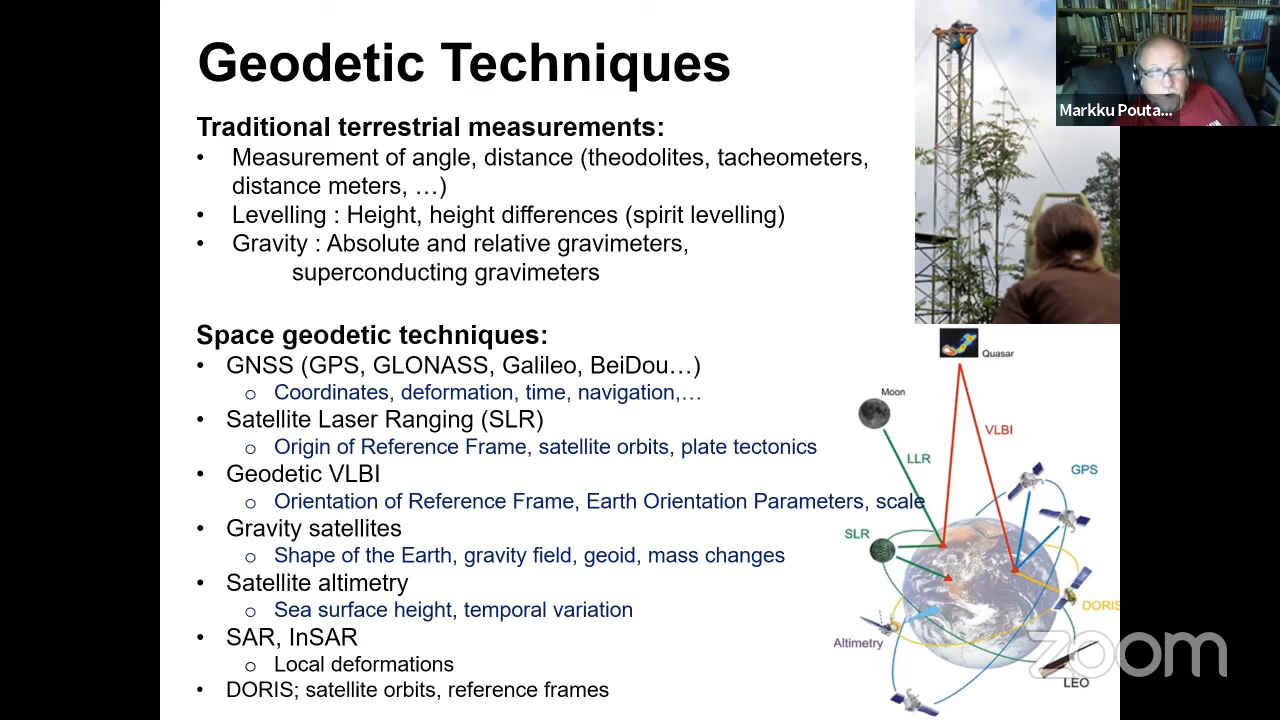 Geodetic Techniques
Traditional terrestrial measurements:
• Measurement of angle, distance (theodolites, tacheometers,
distance meters, …)
• Levelling : Height, height differences (spirit levelling)
• Gravity : Absolute and relative gravimeters,
superconducting gravimeters
Space geodetic techniques:
• GNSS (GPS, GLONASS, Galileo, BeiDou…)
o Coordinates, deformation, time, navigation,…
• Satellite Laser Ranging (SLR)
o Origin of Reference Frame, satellite orbits, plate tectonics
• Geodetic VLBI
o Orientation of Reference Frame, Earth Orientation Parameters, scale
• Gravity satellites
o Shape of the Earth, gravity field, geoid, mass changes
• Satellite altimetry
o Sea surface height, temporal variation
• SAR, InSAR
o Local deformations
• DORIS; satellite orbits, reference frames
Markku Pouta...
Quasar
Moon
VLBI
LLR
GPS
SLR
DORIS
Altimetry
zoom
LEO